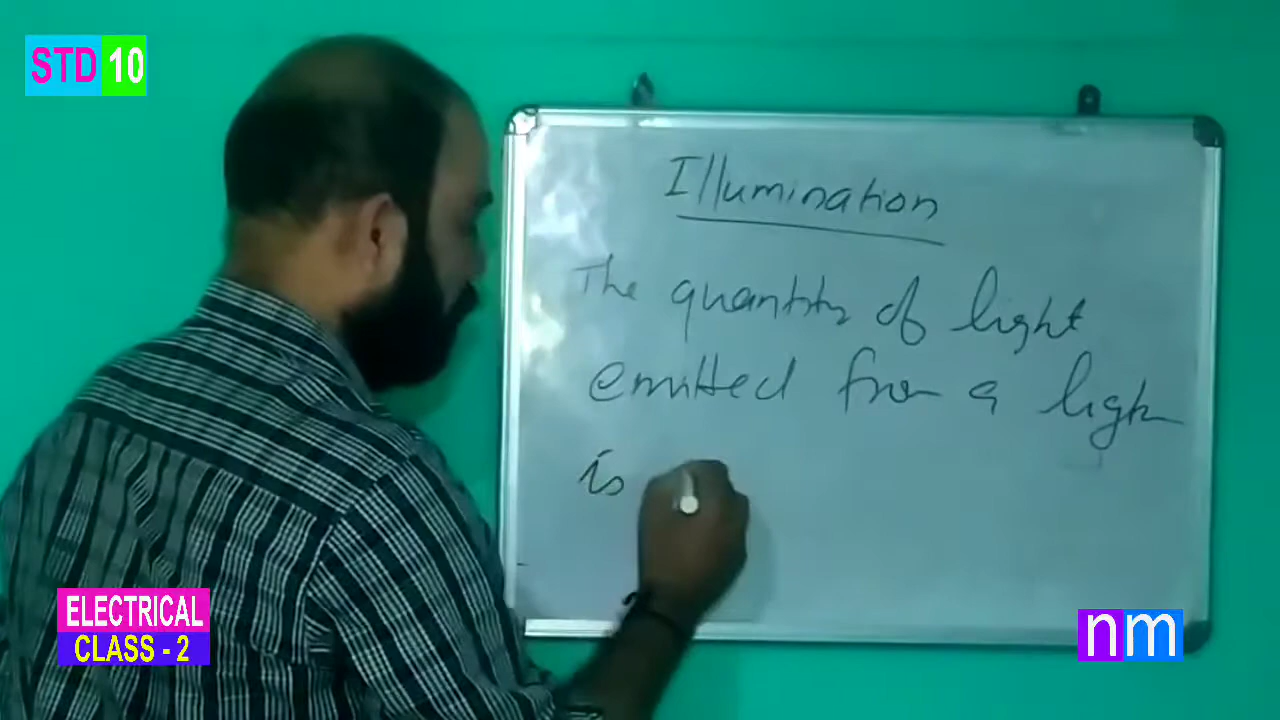 STD 10
Illumination
The quantity of light
emitted from a light
is
ELECTRICAL
CLASS - 2
nm